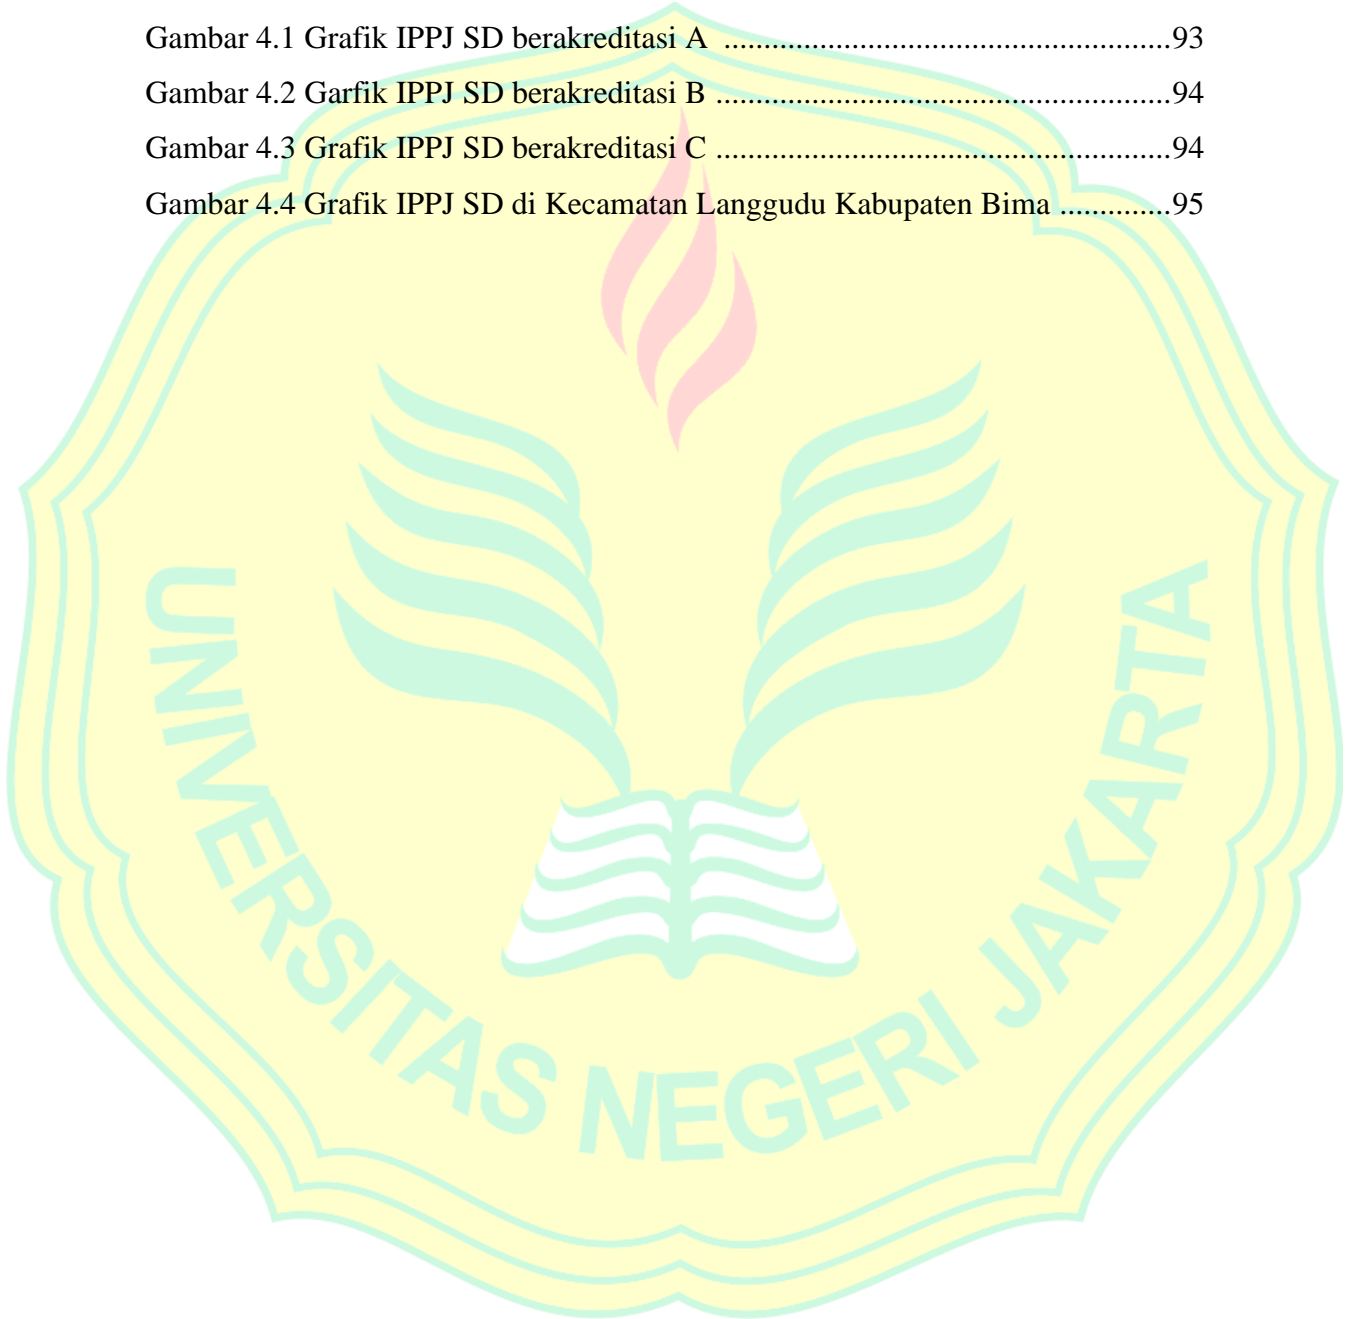 Gambar 4.1 Grafik IPPJ SD berakreditasi A ........................................................93
Gambar 4.2 Garfik IPPJ SD berakreditasi B .........................................................94
Gambar 4.3 Grafik IPPJ SD berakreditasi C .........................................................94
Gambar 4.4 Grafik IPPJ SD di Kecamatan Langgudu Kabupaten Bima ..............95
UNIVERSITAS NEGERI JAKARTA